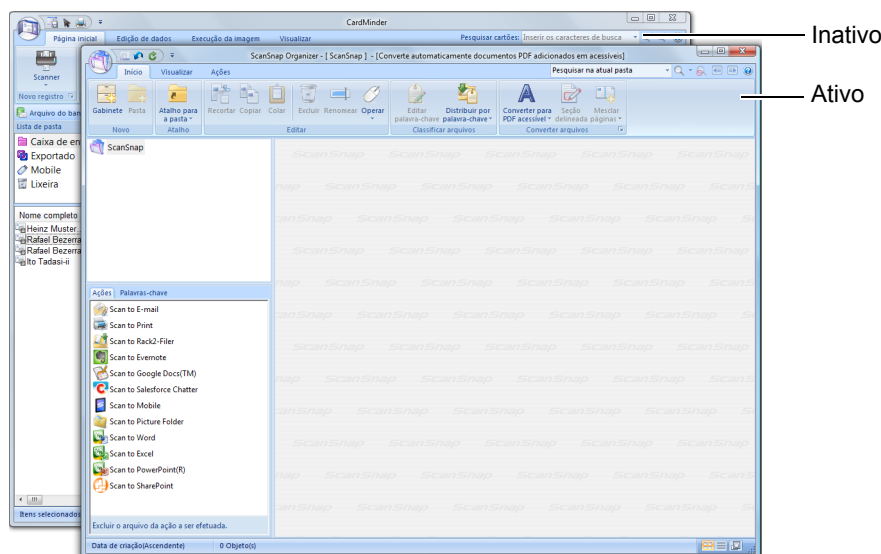 CardMinder
Página inicial Edição de dados Execução da imagem Visualizar Pesquisar cartões: Inserir os caracteres de busca
Inativo
Scanner
Novo registro
Arquivo do ban
Lista de pasta
Caixa de en
Exportado
Mobile
Lixeira
Nome completo
Heinz Muster..
Rafael Bezerra
Rafael Bezerra
Ito Tadasi-ii
Itens selecionados
ScanSnap Organizer - [ ScanSnap ] - [Converte automaticamente documentos PDF adicionados em acessíveis]
Início Visualizar Ações Pesquisar na atual pasta
Ativo
Gabinete Pasta Atalho para a pasta Recortar Copiar Colar Excluir Renomear Operar Editar palavra-chave Distribuir por palavra-chave Converter para PDF acessível Seção delineada Mesclar páginas
Novo Atalho Editar Classificar arquivos Converter arquivos
ScanSnap
Ações Palavras-chave
Scan to E-mail
Scan to Print
Scan to Rack2-Filer
Scan to Evernote
Scan to Google Docs(TM)
Scan to Salesforce Chatter
Scan to Mobile
Scan to Picture Folder
Scan to Word
Scan to Excel
Scan to PowerPoint(R)
Scan to SharePoint
Excluir o arquivo da ação a ser efetuada.
Data de criação(Ascendente) 0 Objeto(s)